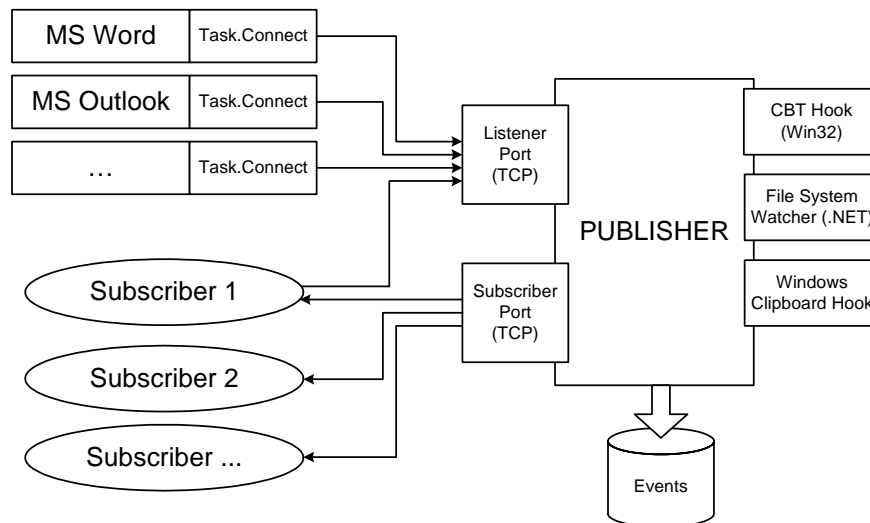 MS Word
Task.Connect
MS Outlook
Task.Connect
...
Task.Connect
Listener
Port
(TCP)
PUBLISHER
CBT Hook
(Win32)
File System
Watcher (.NET)
Windows
Clipboard Hook
Subscriber 1
Subscriber
Port
(TCP)
Subscriber 2
Subscriber ...
Events